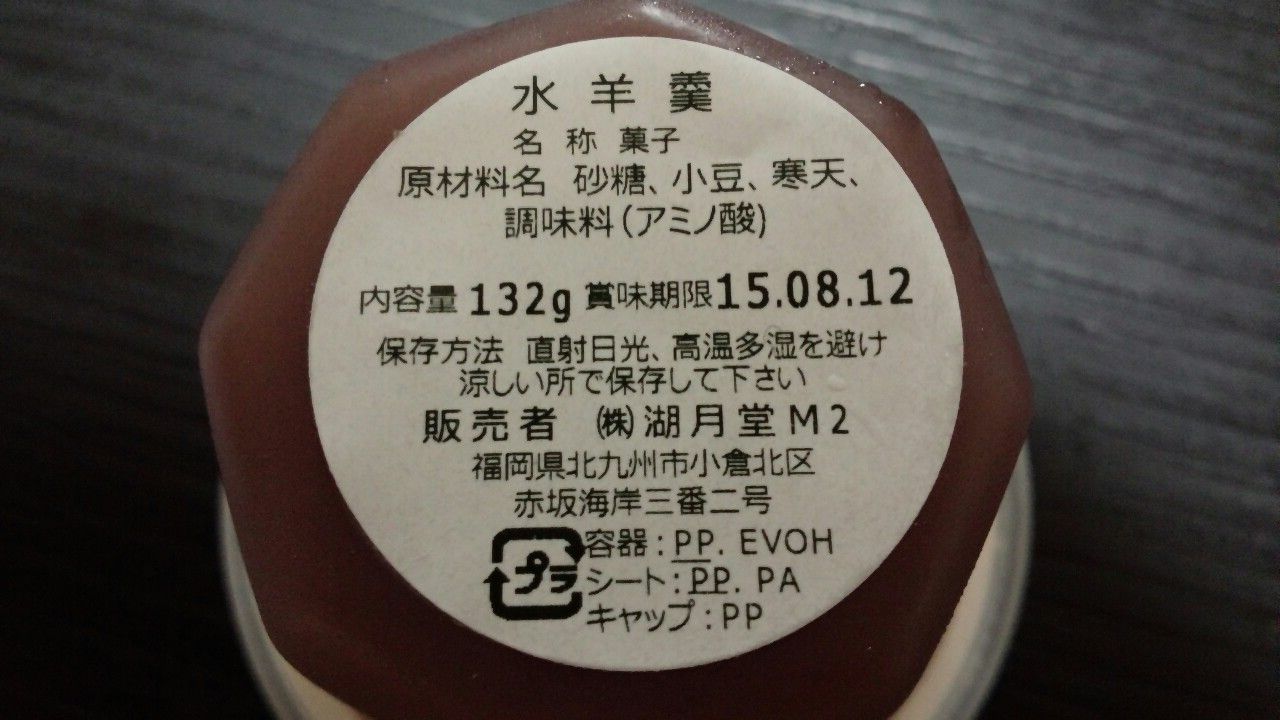 水羊羹
名称 菓子
原材料名 砂糖、小豆、寒天、
調味料(アミノ酸)
内容量 132g 賞味期限 15.08.12
保存方法 直射日光、高温多湿を避け
涼しい所で保存して下さい
販売者 ㈱湖月堂M2
福岡県北九州市小倉北区
赤坂海岸三番二号
プラ 容器:PP. EVOH
シート:PP. PA
キャップ:PP